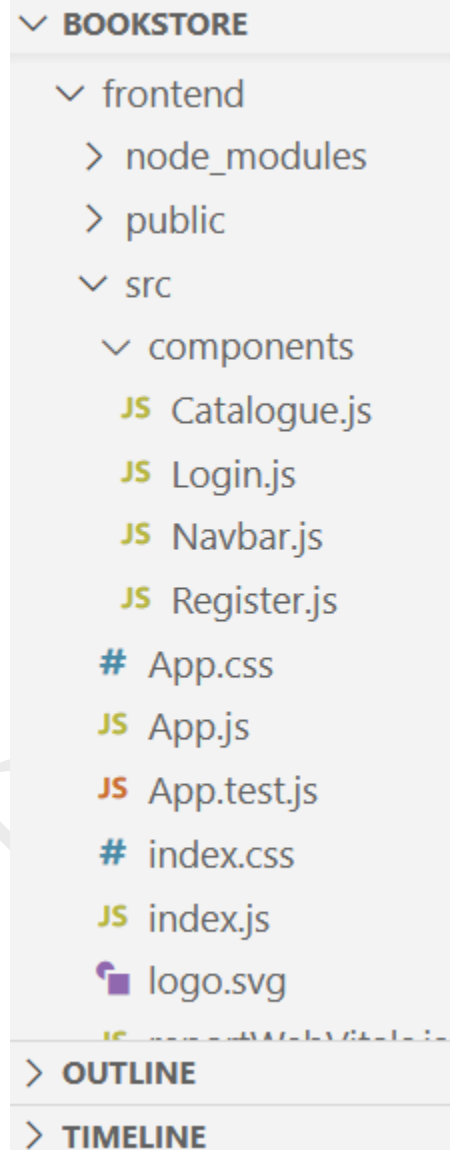 BOOKSTORE
frontend
node_modules
public
src
components
JS Catalogue.js
JS Login.js
JS Navbar.js
JS Register.js
# App.css
JS App.js
JS App.test.js
# index.css
JS index.js
logo.svg
OUTLINE
TIMELINE